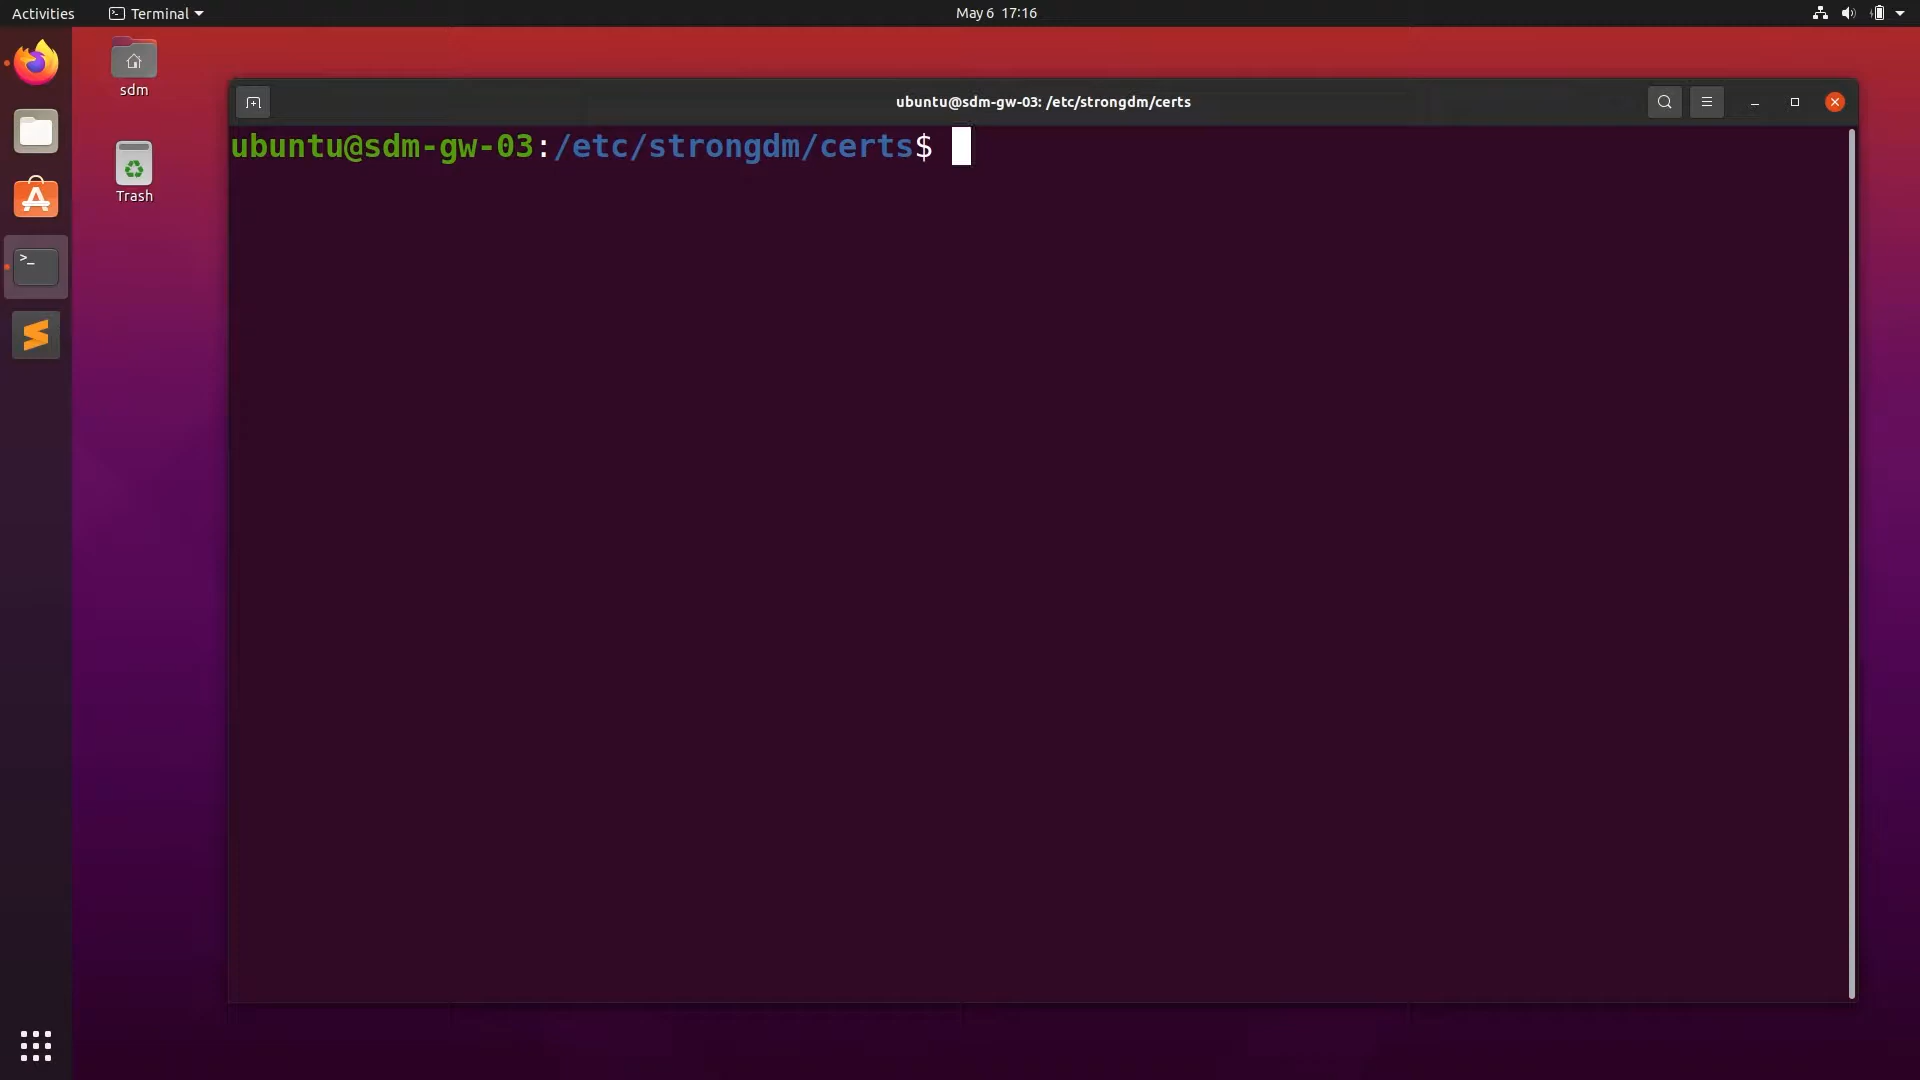 Activities
Terminal
May 6 17:16
sdm
Trash
ubuntu@sdm-gw-03: /etc/strongdm/certs
ubuntu@sdm-gw-03:/etc/strongdm/certs$